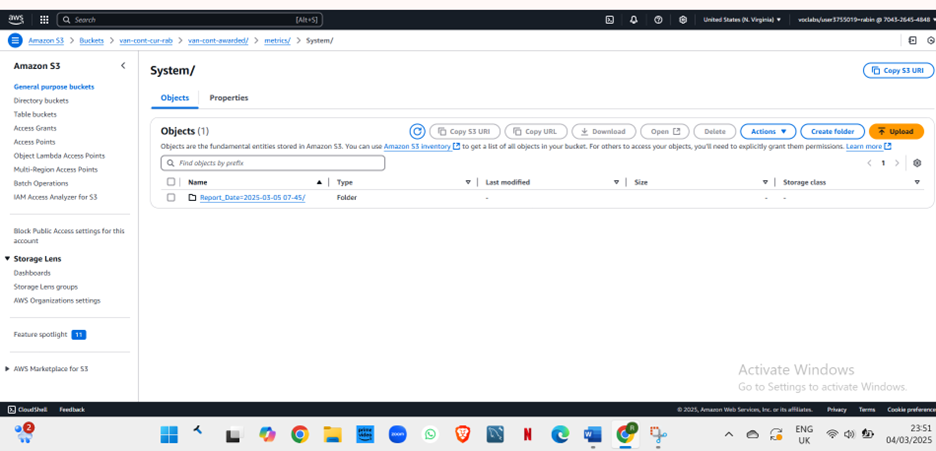 aws Search [Alt+S] United States (N. Virginia) voclabs/user3755019=rabin @ 7043-2645-4848
Amazon S3 > Buckets > van-cont-cur-rab > van-cont-awarded/ > metrics/ > System/
Amazon S3
General purpose buckets
Directory buckets
Table buckets
Access Grants
Access Points
Object Lambda Access Points
Multi-Region Access Points
Batch Operations
IAM Access Analyzer for S3
Block Public Access settings for this
account
Storage Lens
Dashboards
Storage Lens groups
AWS Organizations settings
Feature spotlight 11
AWS Marketplace for S3
System/
Copy S3 URI
Objects Properties
Objects (1)
Copy S3 URI Copy URL Download Open Delete Actions Create folder Upload
Objects are the fundamental entities stored in Amazon S3. You can use Amazon S3 inventory to get a list of all objects in your bucket. For others to access your objects, you'll need to explicitly grant them permissions. Learn more
Find objects by prefix
< 1 >
Name Type Last modified Size Storage class
Report_Date=2025-03-05 07-45/ Folder - - -
Activate Windows
Go to Settings to activate Windows.
CloudShell Feedback © 2025, Amazon Web Services, Inc. or its affiliates. Privacy Terms Cookie preference
2 prime video zoom N W R ENG 23:51
UK 04/03/2025